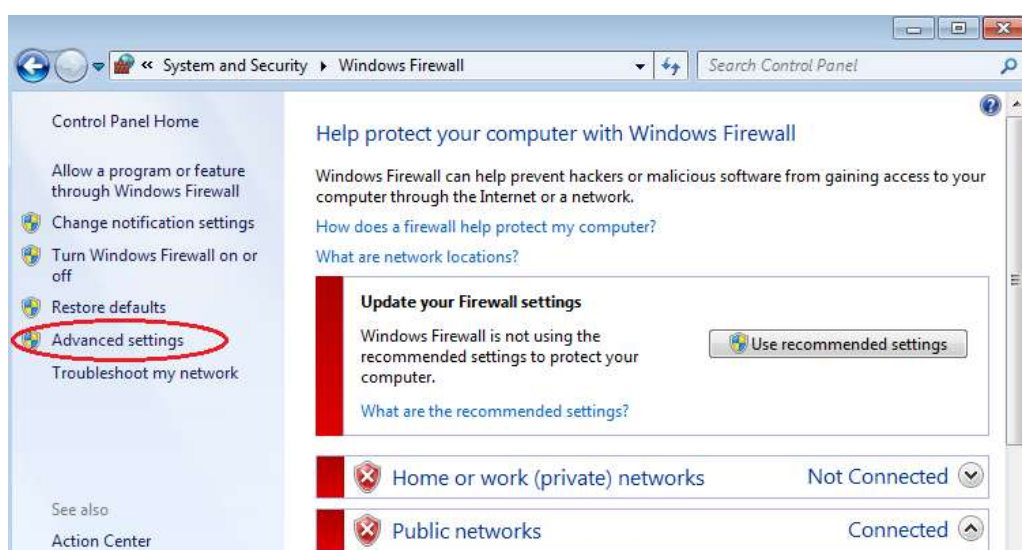 « System and Security ▸ Windows Firewall
Search Control Panel
Control Panel Home
Allow a program or feature
through Windows Firewall
Change notification settings
Turn Windows Firewall on or
off
Restore defaults
Advanced settings
Troubleshoot my network
See also
Action Center
Help protect your computer with Windows Firewall
Windows Firewall can help prevent hackers or malicious software from gaining access to your
computer through the Internet or a network.
How does a firewall help protect my computer?
What are network locations?
Update your Firewall settings
Windows Firewall is not using the
recommended settings to protect your
computer.
Use recommended settings
What are the recommended settings?
Home or work (private) networks Not Connected
Public networks Connected